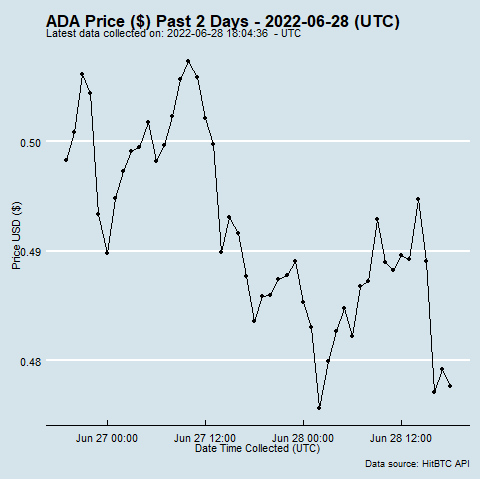 ADA Price ($) Past 2 Days - 2022-06-28 (UTC)
Latest data collected on: 2022-06-28 18:04:36 - UTC
0.50
0.49
0.48
Price USD ($)
Jun 27 00:00
Jun 27 12:00
Jun 28 00:00
Jun 28 12:00
Date Time Collected (UTC)
Data source: HitBTC API